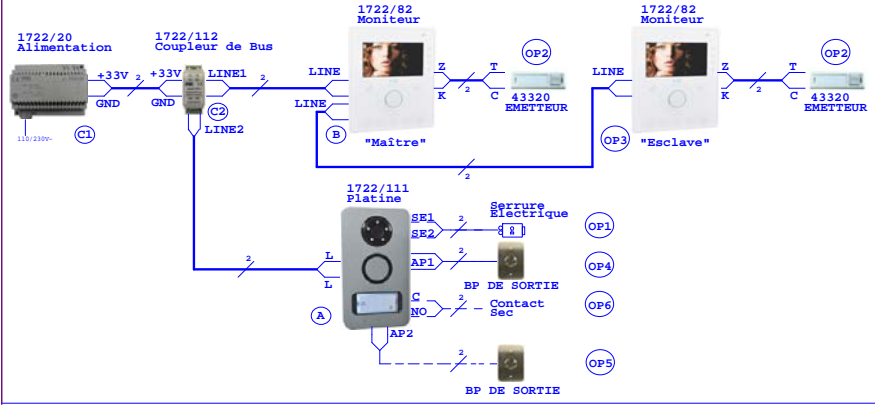 1722/20
Alimentation
1722/112
Coupleur de Bus
1722/82
Moniteur
1722/82
Moniteur
+33V
2
+33V
LINE1
2
LINE
Z
2
T
OP2
LINE
Z
2
T
OP2
GND
GND
K
C
K
C
C1
C2
LINE
43320
EMETTEUR
43320
EMETTEUR
110/230V~
LINE2
B
"Maître"
OP3
"Esclave"
2
1722/111
Platine
SE1
2
Serrure
Electrique
OP1
SE2
2
L
AP1
2
OP4
L
BP DE SORTIE
A
C
2
Contact
Sec
OP6
NO
AP2
2
OP5
BP DE SORTIE